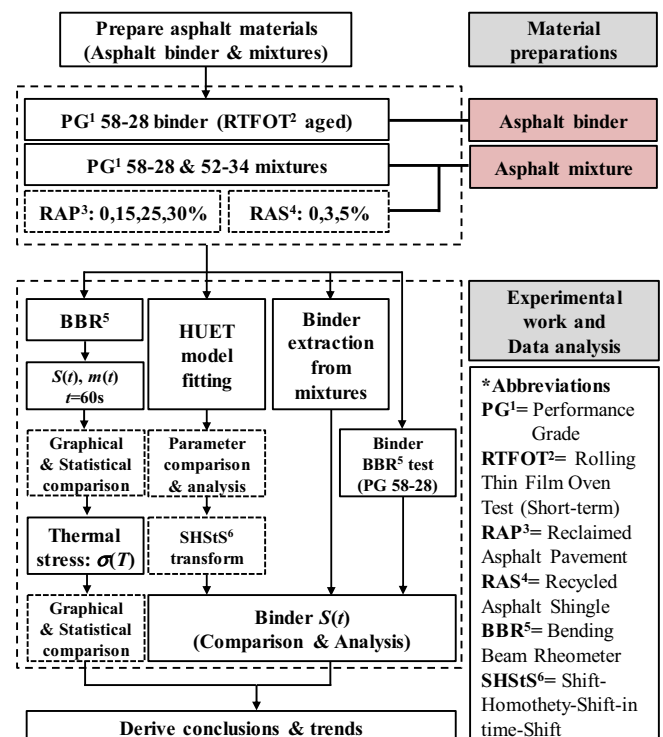 Prepare asphalt materials
(Asphalt binder & mixtures)
Material
preparations
PG¹ 58-28 binder (RTFOT² aged)
Asphalt binder
PG¹ 58-28 & 52-34 mixtures
Asphalt mixture
RAP³: 0,15,25,30%
RAS⁴: 0,3,5%
BBR⁵
S(t), m(t)
t=60s
Graphical
& Statistical
comparison
Thermal
stress: σ(T)
Graphical
& Statistical
comparison
HUET
model
fitting
Parameter
comparison
& analysis
SHStS⁶
transform
Binder
extraction
from
mixtures
Binder
BBR⁵ test
(PG 58-28)
Binder S(t)
(Comparison & Analysis)
Derive conclusions & trends
Experimental
work and
Data analysis
*Abbreviations
PG¹= Performance
Grade
RTFOT²= Rolling
Thin Film Oven
Test (Short-term)
RAP³= Reclaimed
Asphalt Pavement
RAS⁴= Recycled
Asphalt Shingle
BBR⁵= Bending
Beam Rheometer
SHStS⁶= Shift-
Homothety-Shift-in
time-Shift